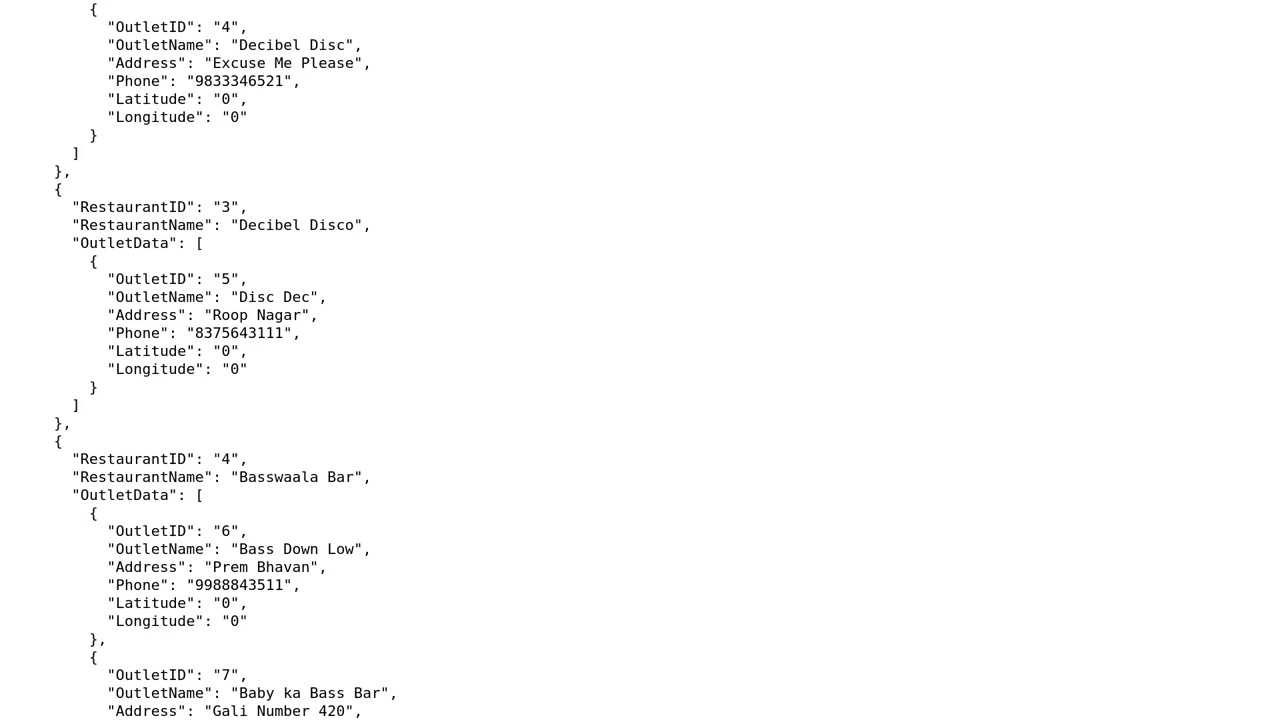 {
"OutletID": "4",
"OutletName": "Decibel Disc",
"Address": "Excuse Me Please",
"Phone": "9833346521",
"Latitude": "0",
"Longitude": "0"
}
]
},
{
"RestaurantID": "3",
"RestaurantName": "Decibel Disco",
"OutletData": [
{
"OutletID": "5",
"OutletName": "Disc Dec",
"Address": "Roop Nagar",
"Phone": "8375643111",
"Latitude": "0",
"Longitude": "0"
}
]
},
{
"RestaurantID": "4",
"RestaurantName": "Basswaala Bar",
"OutletData": [
{
"OutletID": "6",
"OutletName": "Bass Down Low",
"Address": "Prem Bhavan",
"Phone": "9988843511",
"Latitude": "0",
"Longitude": "0"
},
{
"OutletID": "7",
"OutletName": "Baby ka Bass Bar",
"Address": "Gali Number 420",